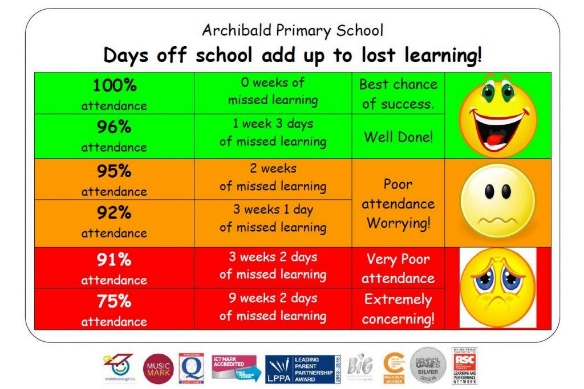 Archibald Primary School
Days off school add up to lost learning!
100%
attendance
0 weeks of
missed learning
Best chance
of success.
96%
attendance
1 week 3 days
of missed learning
Well Done!
95%
attendance
2 weeks
of missed learning
Poor
attendance
Worrying!
92%
attendance
3 weeks 1 day
of missed learning
91%
attendance
3 weeks 2 days
of missed learning
Very Poor
attendance
75%
attendance
9 weeks 2 days
of missed learning
Extremely
concerning!
MUSIC
MARK
Q
ICT MARK
ACCREDITED
LPPA
LEADING
PARENT
PARTNERSHIP
AWARD
BiG
C
SCHOOL
GAMES
SILVER
RSC